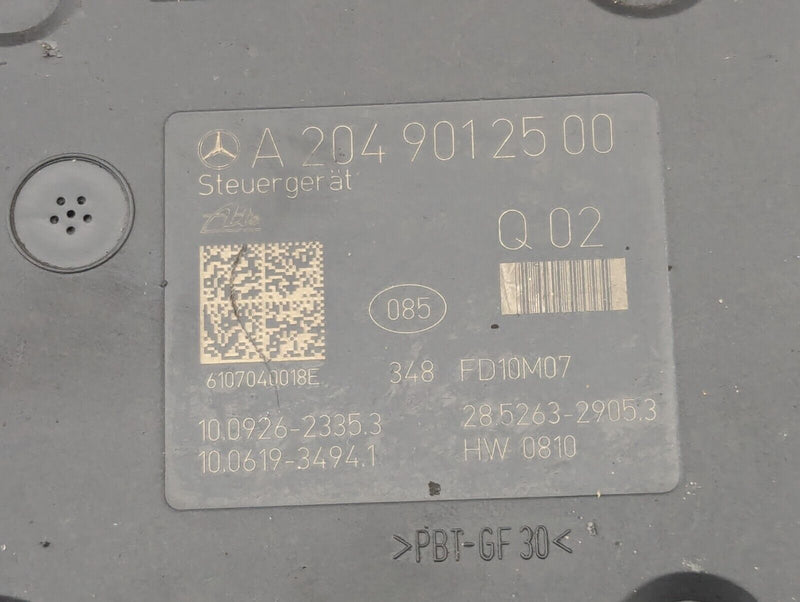 A 204 901 25 00
Steuergerät
Ate
Q 02
085
6107040018E 348 FD10M07
10.0926-2335.3 28.5263-2905.3
10.0619-3494.1 HW 0810
>PBT-GF 30<